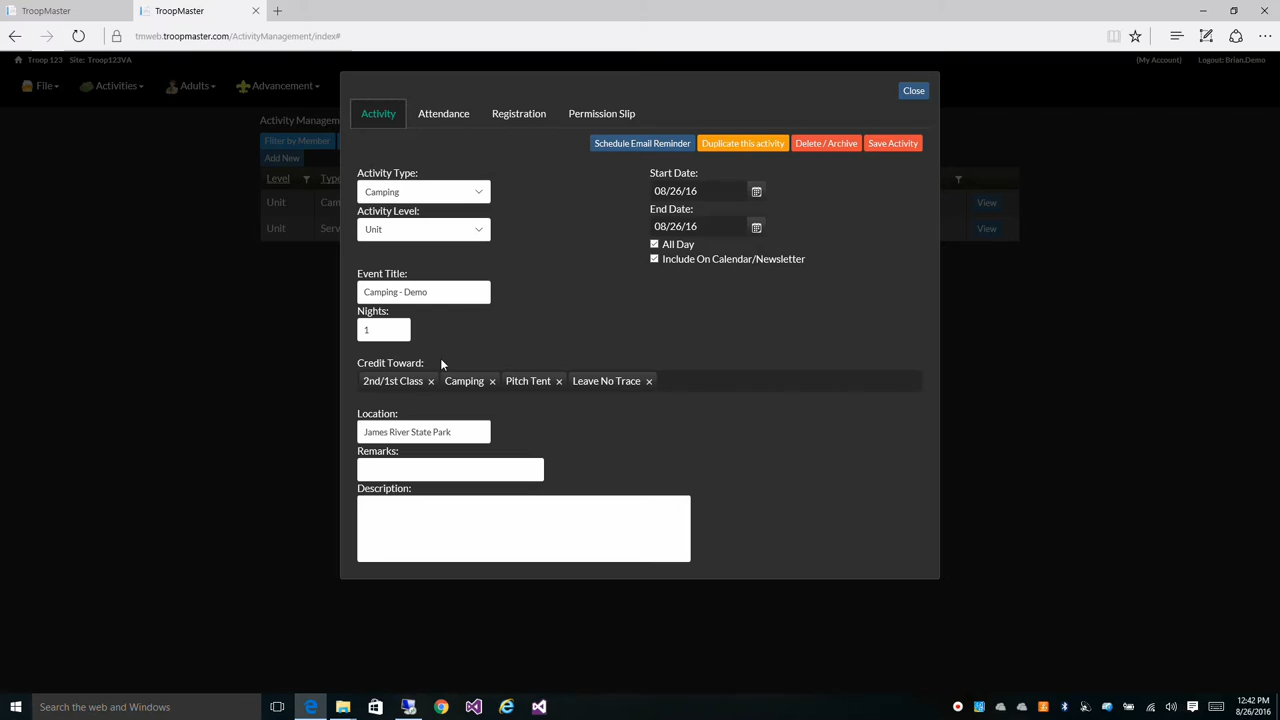 TroopMaster
TroopMaster
tmweb.troopmaster.com/ActivityManagement/index#
Troop 123 Site: Troop123VA
(My Account) Logout: Brian.Demo
File Activities Adults Advancement
Close
Activity Attendance Registration Permission Slip
Activity Managem
Filter by Member
Schedule Email Reminder Duplicate this activity Delete / Archive Save Activity
Add New
Activity Type:
Start Date:
Level Type
Camping
08/26/16
Unit Cam
View
Activity Level:
End Date:
Unit Serv
Unit
08/26/16
View
All Day
Include On Calendar/Newsletter
Event Title:
Camping - Demo
Nights:
1
Credit Toward:
2nd/1st Class × Camping × Pitch Tent × Leave No Trace ×
Location:
James River State Park
Remarks:
Description:
Search the web and Windows
12:42 PM
8/26/2016